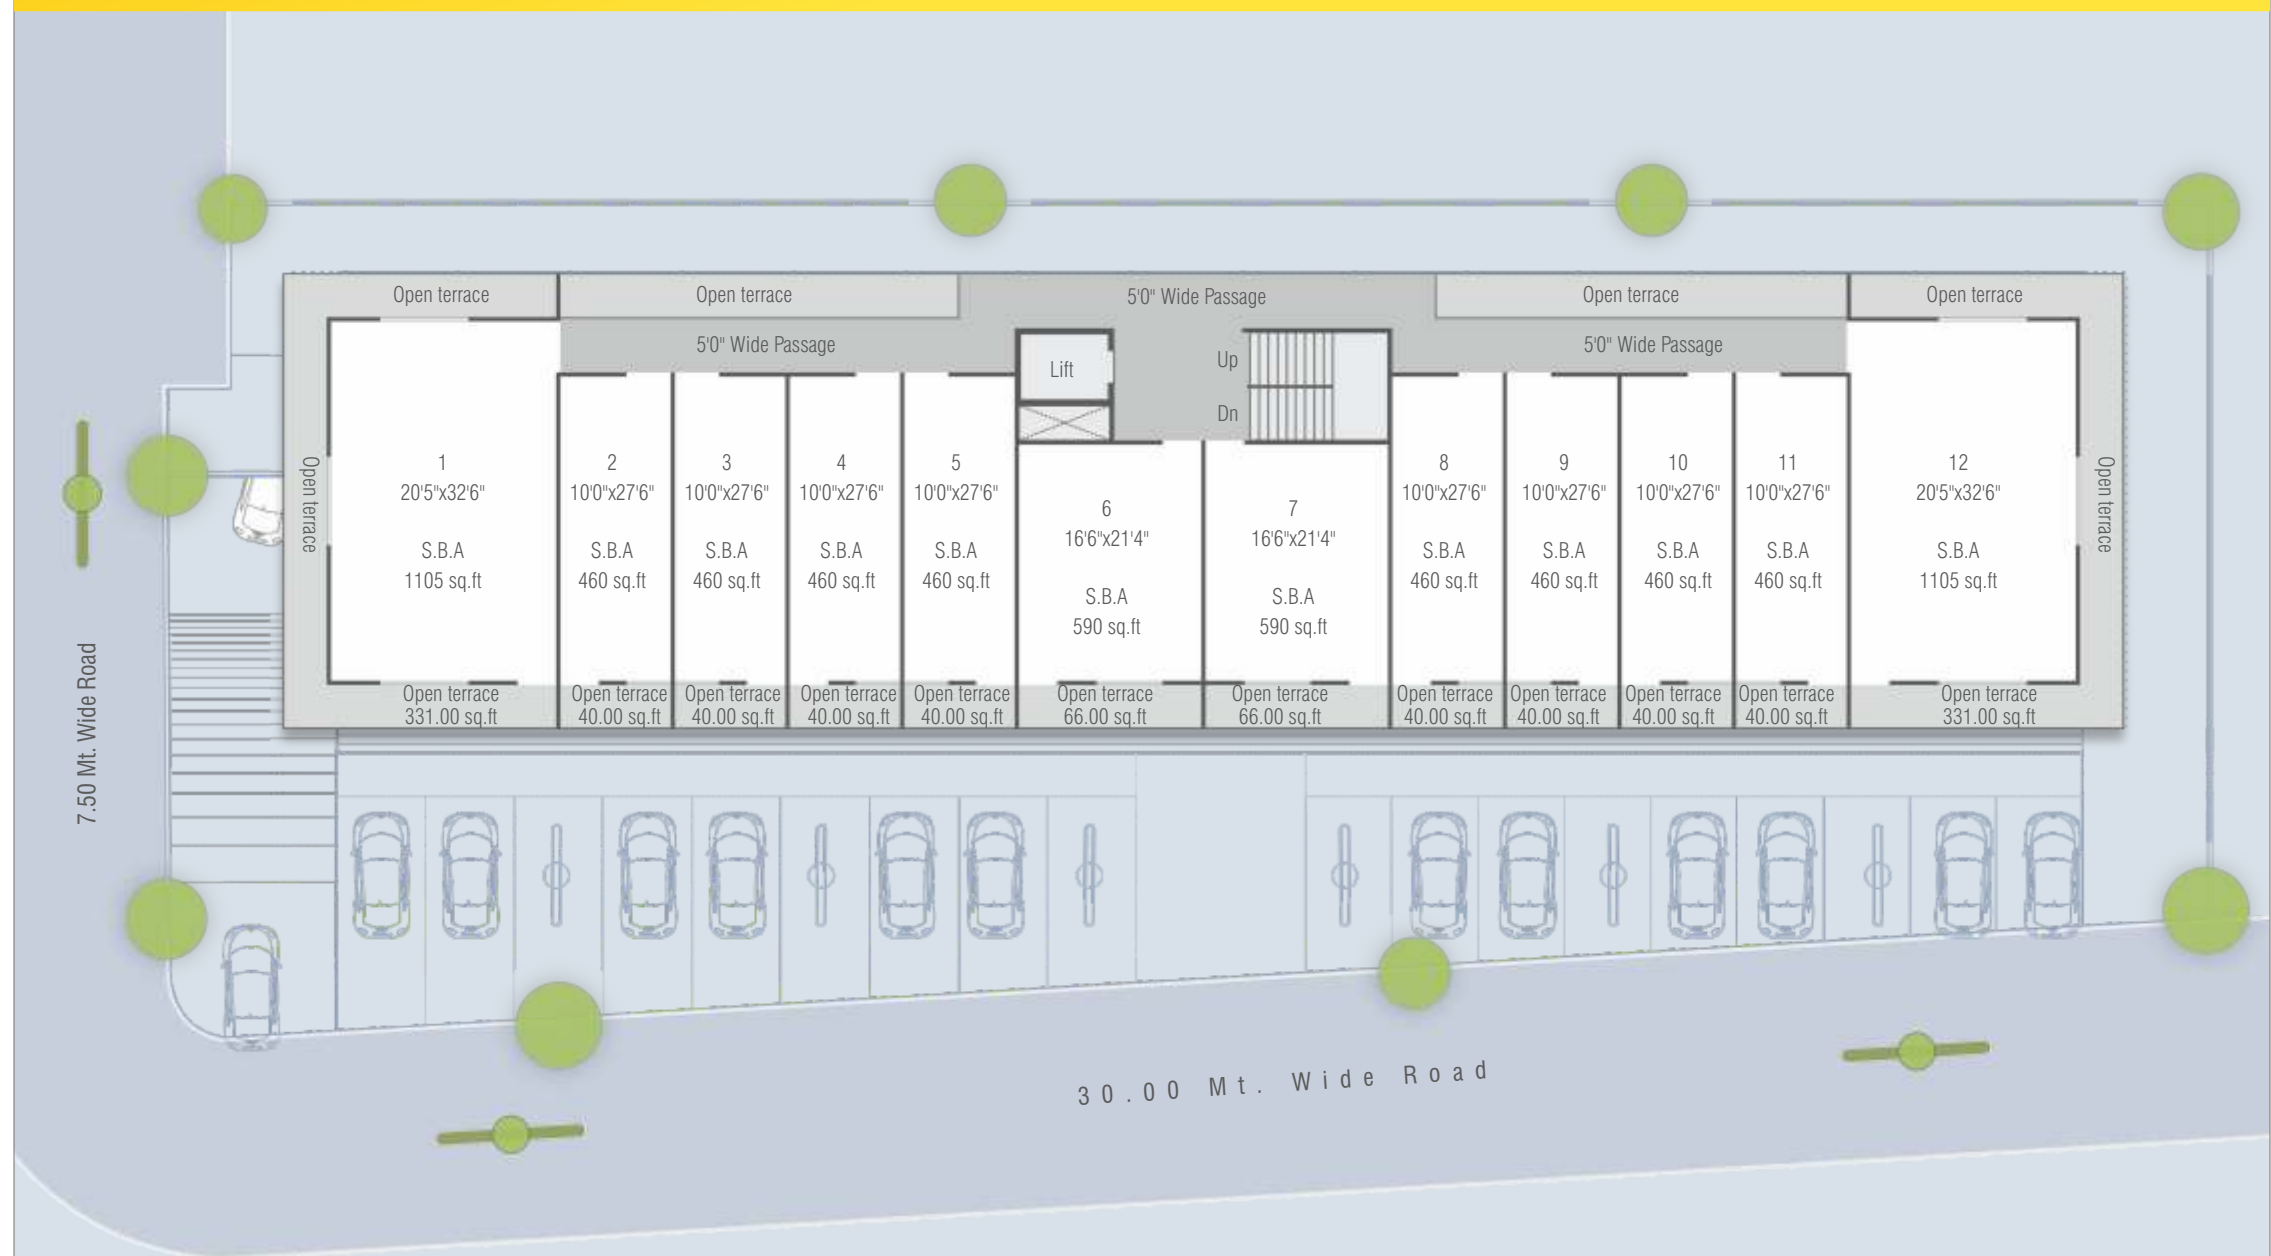 Open terrace
Open terrace
5'0" Wide Passage
Open terrace
Open terrace
5'0" Wide Passage
5'0" Wide Passage
Lift
Up
Dn
Open terrace
1
20'5"x32'6"
S.B.A
1105 sq.ft
2
10'0"x27'6"
S.B.A
460 sq.ft
3
10'0"x27'6"
S.B.A
460 sq.ft
4
10'0"x27'6"
S.B.A
460 sq.ft
5
10'0"x27'6"
S.B.A
460 sq.ft
6
16'6"x21'4"
S.B.A
590 sq.ft
7
16'6"x21'4"
S.B.A
590 sq.ft
8
10'0"x27'6"
S.B.A
460 sq.ft
9
10'0"x27'6"
S.B.A
460 sq.ft
10
10'0"x27'6"
S.B.A
460 sq.ft
11
10'0"x27'6"
S.B.A
460 sq.ft
12
20'5"x32'6"
S.B.A
1105 sq.ft
Open terrace
Open terrace
331.00 sq.ft
Open terrace
40.00 sq.ft
Open terrace
40.00 sq.ft
Open terrace
40.00 sq.ft
Open terrace
40.00 sq.ft
Open terrace
66.00 sq.ft
Open terrace
66.00 sq.ft
Open terrace
40.00 sq.ft
Open terrace
40.00 sq.ft
Open terrace
40.00 sq.ft
Open terrace
40.00 sq.ft
Open terrace
331.00 sq.ft
7.50 Mt. Wide Road
30.00 Mt. Wide Road